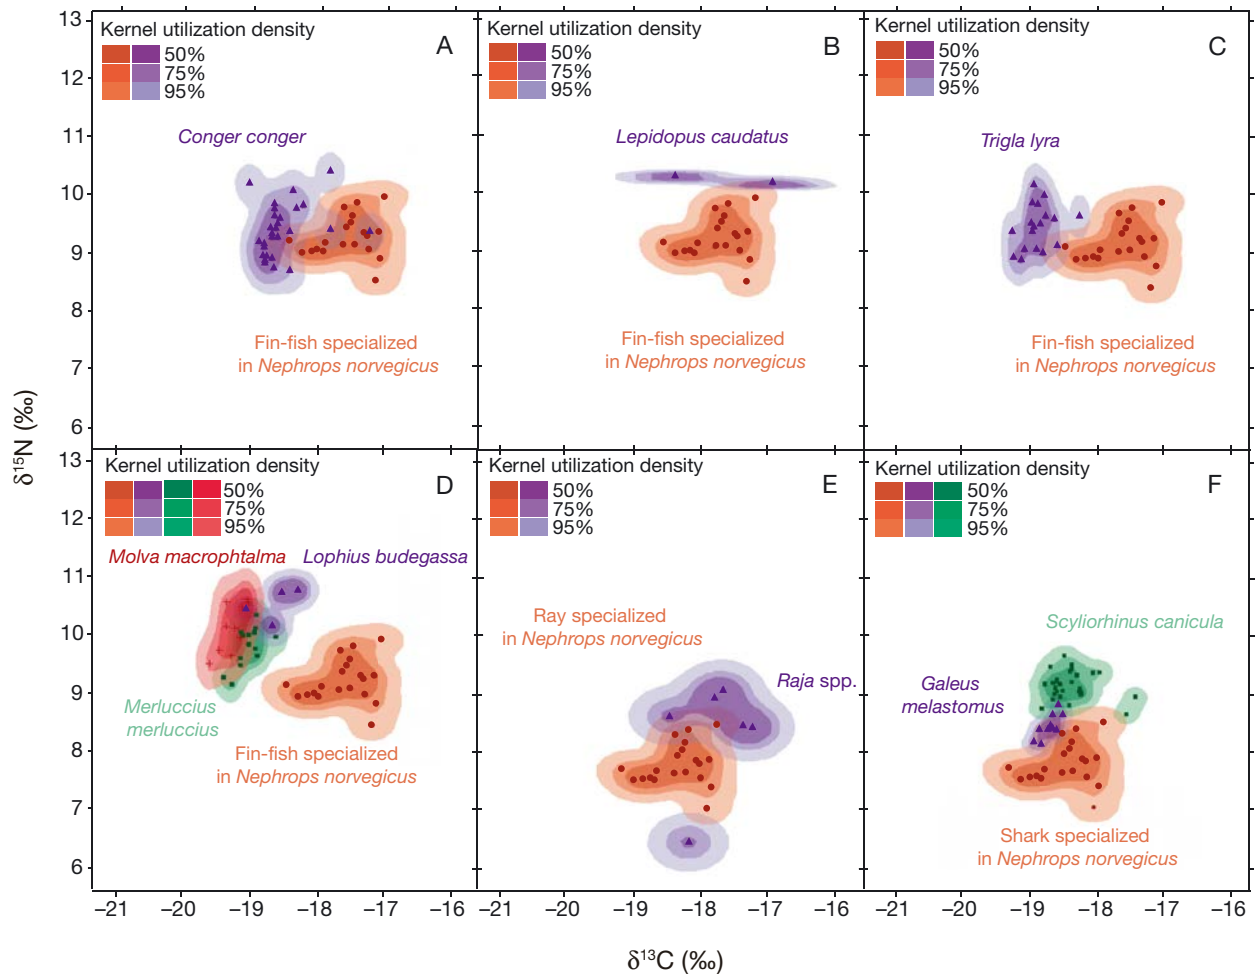 Kernel utilization density
50%
75%
95%
A
Conger conger
Fin-fish specialized
in Nephrops norvegicus
Kernel utilization density
50%
75%
95%
B
Lepidopus caudatus
Fin-fish specialized
in Nephrops norvegicus
Kernel utilization density
50%
75%
95%
C
Trigla lyra
Fin-fish specialized
in Nephrops norvegicus
13
12
11
10
9
8
7
6
δ15N (‰)
Kernel utilization density
50%
75%
95%
D
Molva macrophtalma
Lophius budegassa
Merluccius
merluccius
Fin-fish specialized
in Nephrops norvegicus
Kernel utilization density
50%
75%
95%
E
Ray specialized
in Nephrops norvegicus
Raja spp.
Kernel utilization density
50%
75%
95%
F
Scyliorhinus canicula
Galeus
melastomus
Shark specialized
in Nephrops norvegicus
13
12
11
10
9
8
7
6
–21 –20 –19 –18 –17 –16
–21 –20 –19 –18 –17 –16
–21 –20 –19 –18 –17 –16
δ13C (‰)